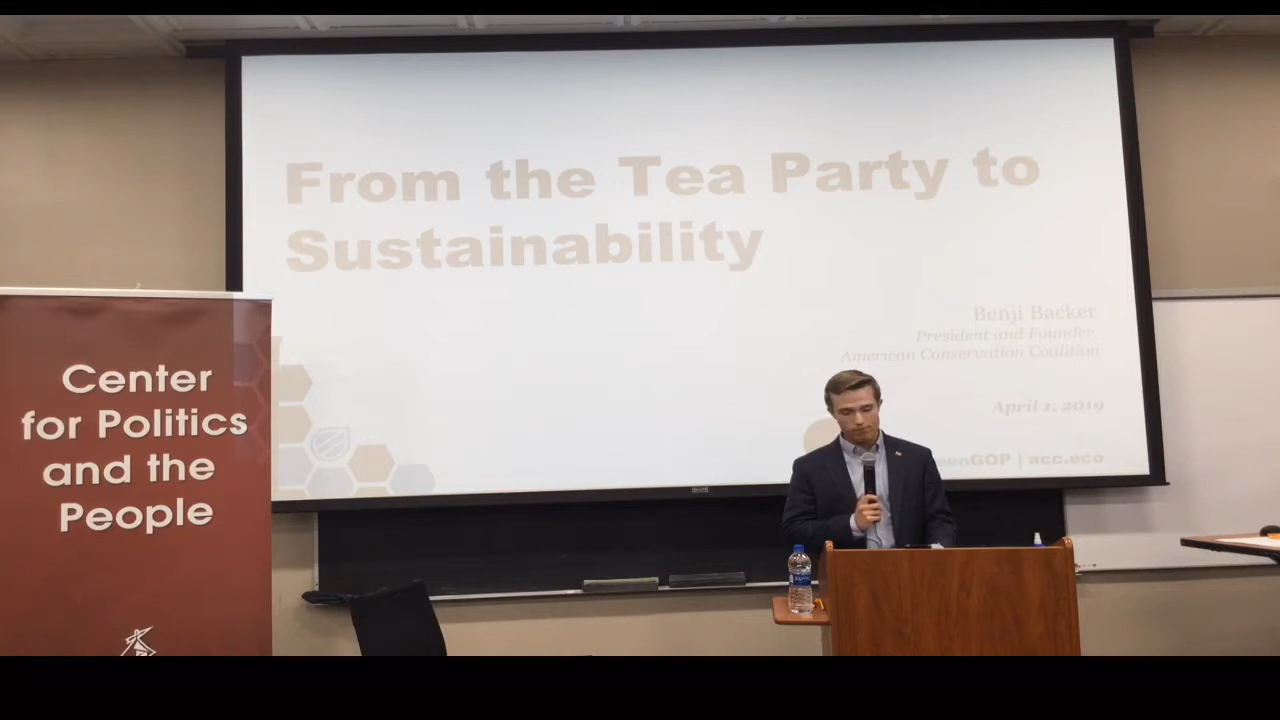 From the Tea Party to
Sustainability
Benji Backer
President and Founder,
American Conservation Coalition
April 1, 2019
eenGOP | acc.eco
Center
for Politics
and the
People